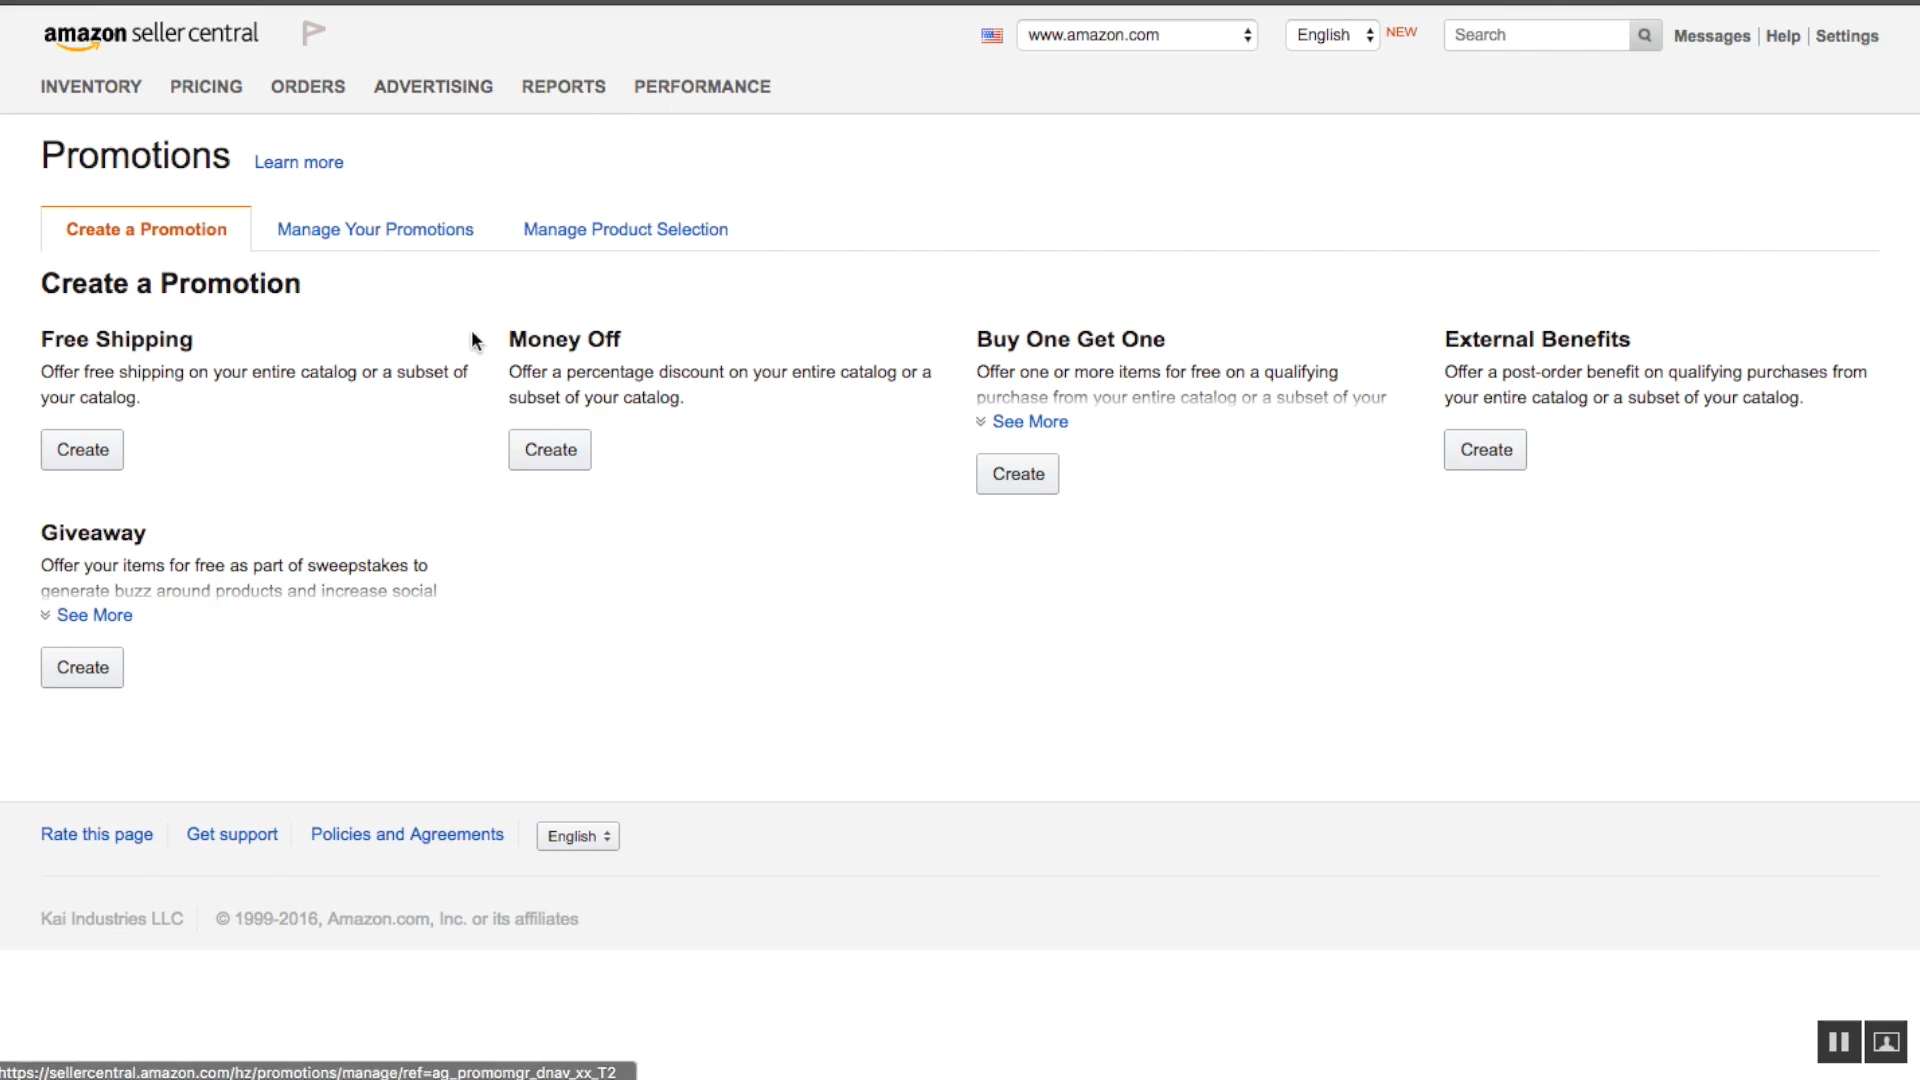 amazon seller central
www.amazon.com
English
NEW
Search
Messages | Help | Settings
INVENTORY PRICING ORDERS ADVERTISING REPORTS PERFORMANCE
Promotions Learn more
Create a Promotion Manage Your Promotions Manage Product Selection
Create a Promotion
Free Shipping
Offer free shipping on your entire catalog or a subset of
your catalog.
Create
Money Off
Offer a percentage discount on your entire catalog or a
subset of your catalog.
Create
Buy One Get One
Offer one or more items for free on a qualifying
purchase from your entire catalog or a subset of your
See More
Create
External Benefits
Offer a post-order benefit on qualifying purchases from
your entire catalog or a subset of your catalog.
Create
Giveaway
Offer your items for free as part of sweepstakes to
generate buzz around products and increase social
See More
Create
Rate this page Get support Policies and Agreements English
Kai Industries LLC © 1999-2016, Amazon.com, Inc. or its affiliates
https://sellercentral.amazon.com/hz/promotions/manage/ref=ag_promomgr_dnav_xx_T2